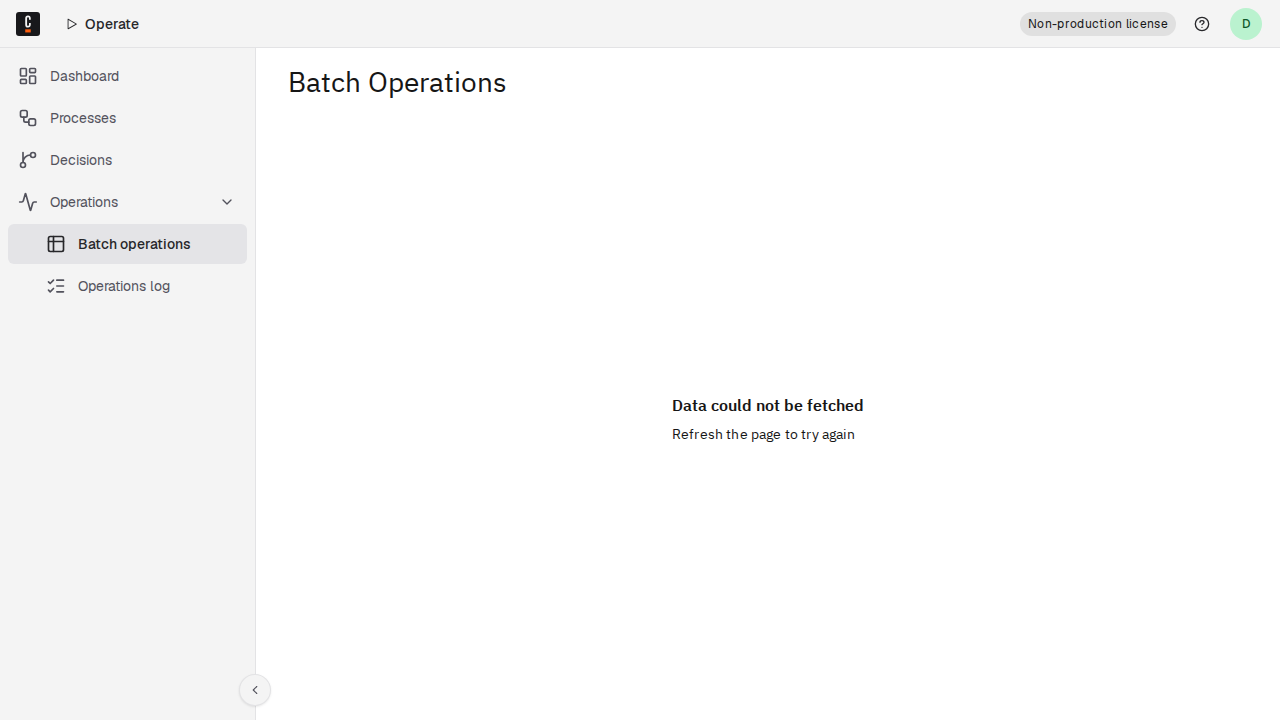 C
Operate
Non-production license
D
Dashboard
Processes
Decisions
Operations
Batch operations
Operations log
Batch Operations
Data could not be fetched
Refresh the page to try again